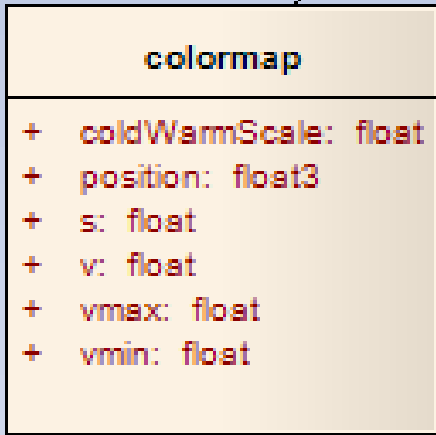 colormap
+ coldWarmScale: float
+ position: float3
+ s: float
+ v: float
+ vmax: float
+ vmin: float